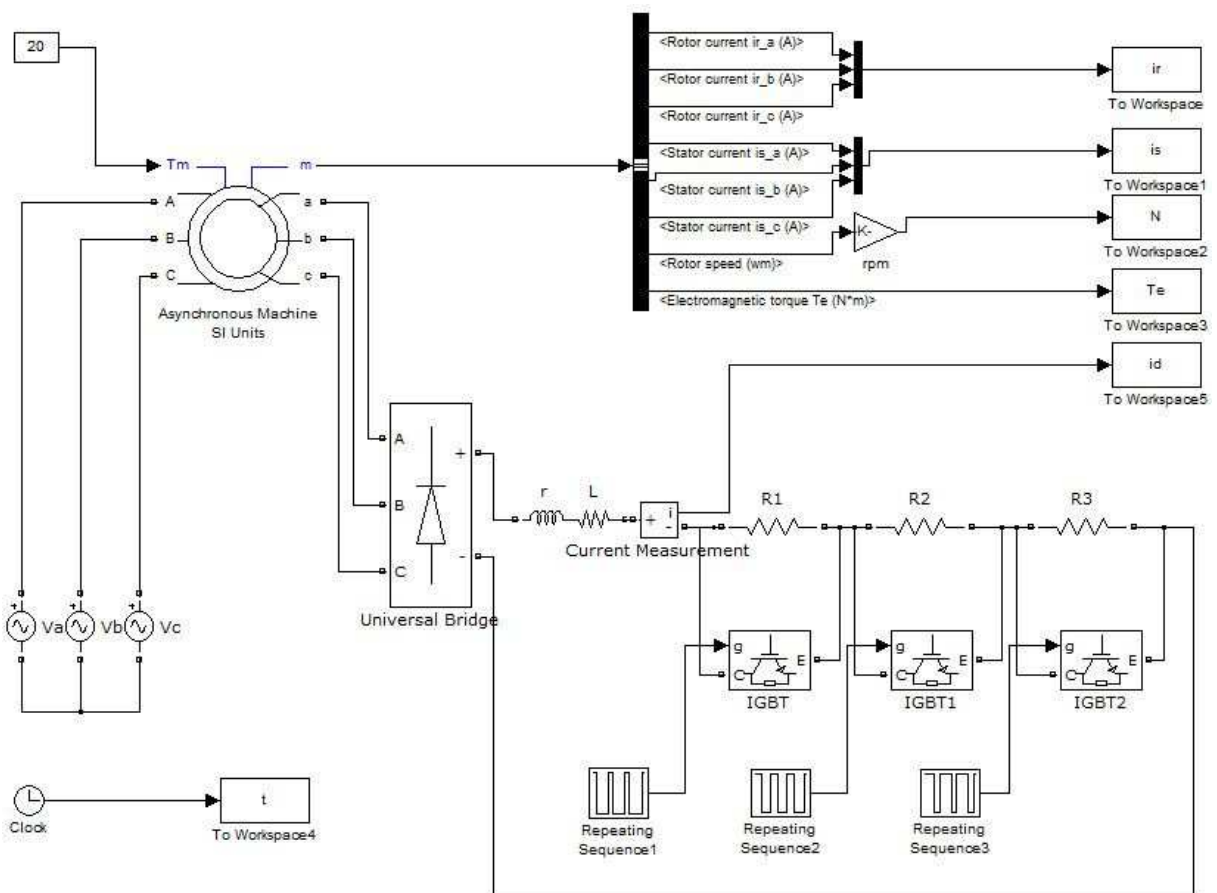 20
<Rotor current ir_a (A)>
<Rotor current ir_b (A)>
<Rotor current ir_c (A)>
<Stator current is_a (A)>
<Stator current is_b (A)>
<Stator current is_c (A)>
<Rotor speed (wm)>
<Electromagnetic torque Te (N*m)>
K-
rpm
ir
To Workspace
is
To Workspace1
N
To Workspace2
Te
To Workspace3
id
To Workspace5
Tm
m
A
B
C
a
b
c
Asynchronous Machine
SI Units
A
B
C
+
-
Universal Bridge
r
L
+
i
-
Current Measurement
R1
R2
R3
+
Va
+
Vb
+
Vc
g
C
E
IGBT
g
C
E
IGBT1
g
C
E
IGBT2
Repeating
Sequence1
Repeating
Sequence2
Repeating
Sequence3
Clock
t
To Workspace4